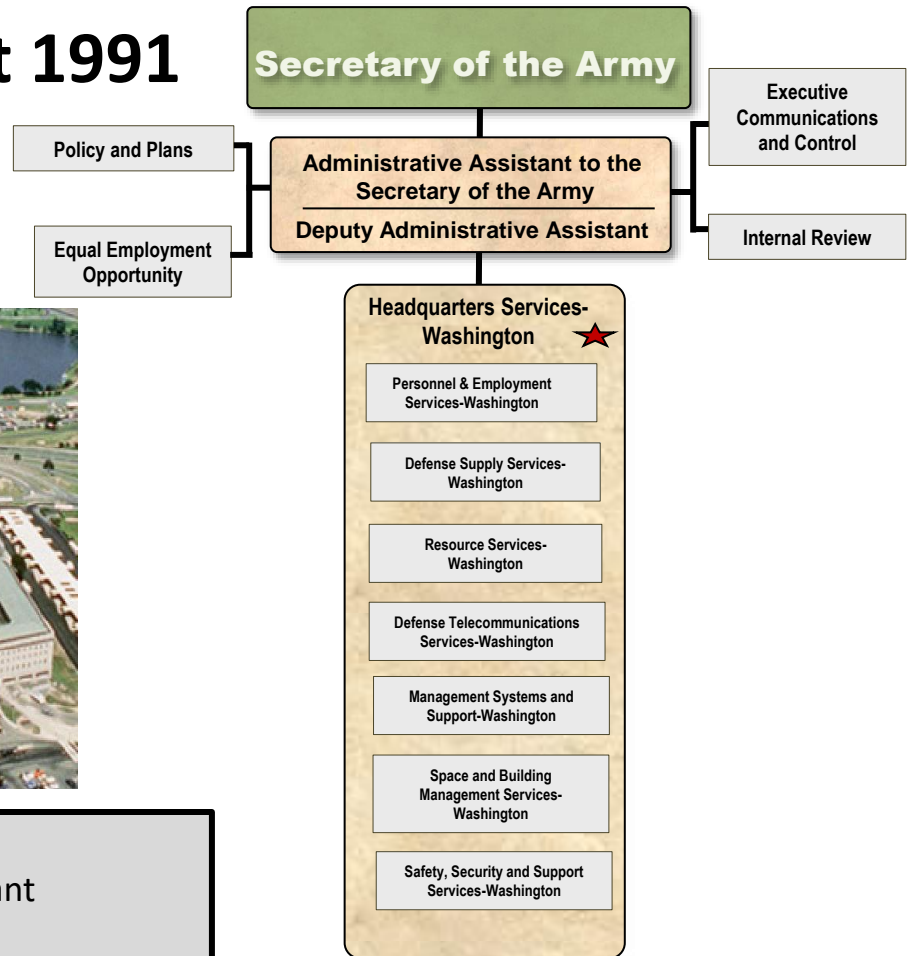 1991
Secretary of the Army
Executive
Communications
and Control
Policy and Plans
Administrative Assistant to the
Secretary of the Army
Deputy Administrative Assistant
Equal Employment
Opportunity
Internal Review
Headquarters Services-
Washington
Personnel & Employment
Services-Washington
Defense Supply Services-
Washington
Resource Services-
Washington
Defense Telecommunications
Services-Washington
Management Systems and
Support-Washington
Space and Building
Management Services-
Washington
Safety, Security and Support
Services-Washington